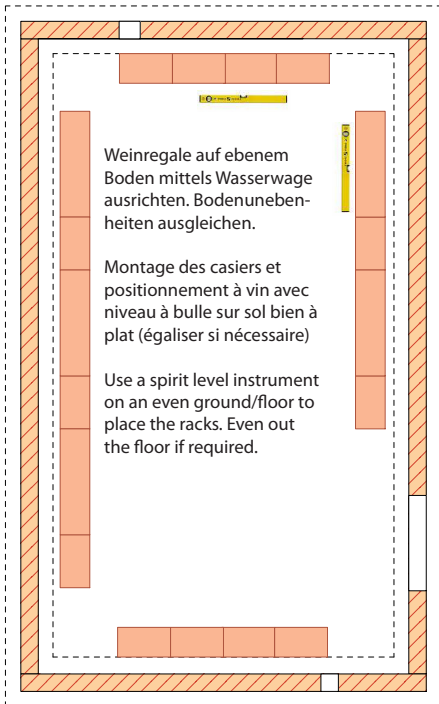 Weinregale auf ebenem
Boden mittels Wasserwage
ausrichten. Bodenuneben-
heiten ausgleichen.
Montage des casiers et
positionnement à vin avec
niveau à bulle sur sol bien à
plat (égaliser si nécessaire)
Use a spirit level instrument
on an even ground/floor to
place the racks. Even out
the floor if required.